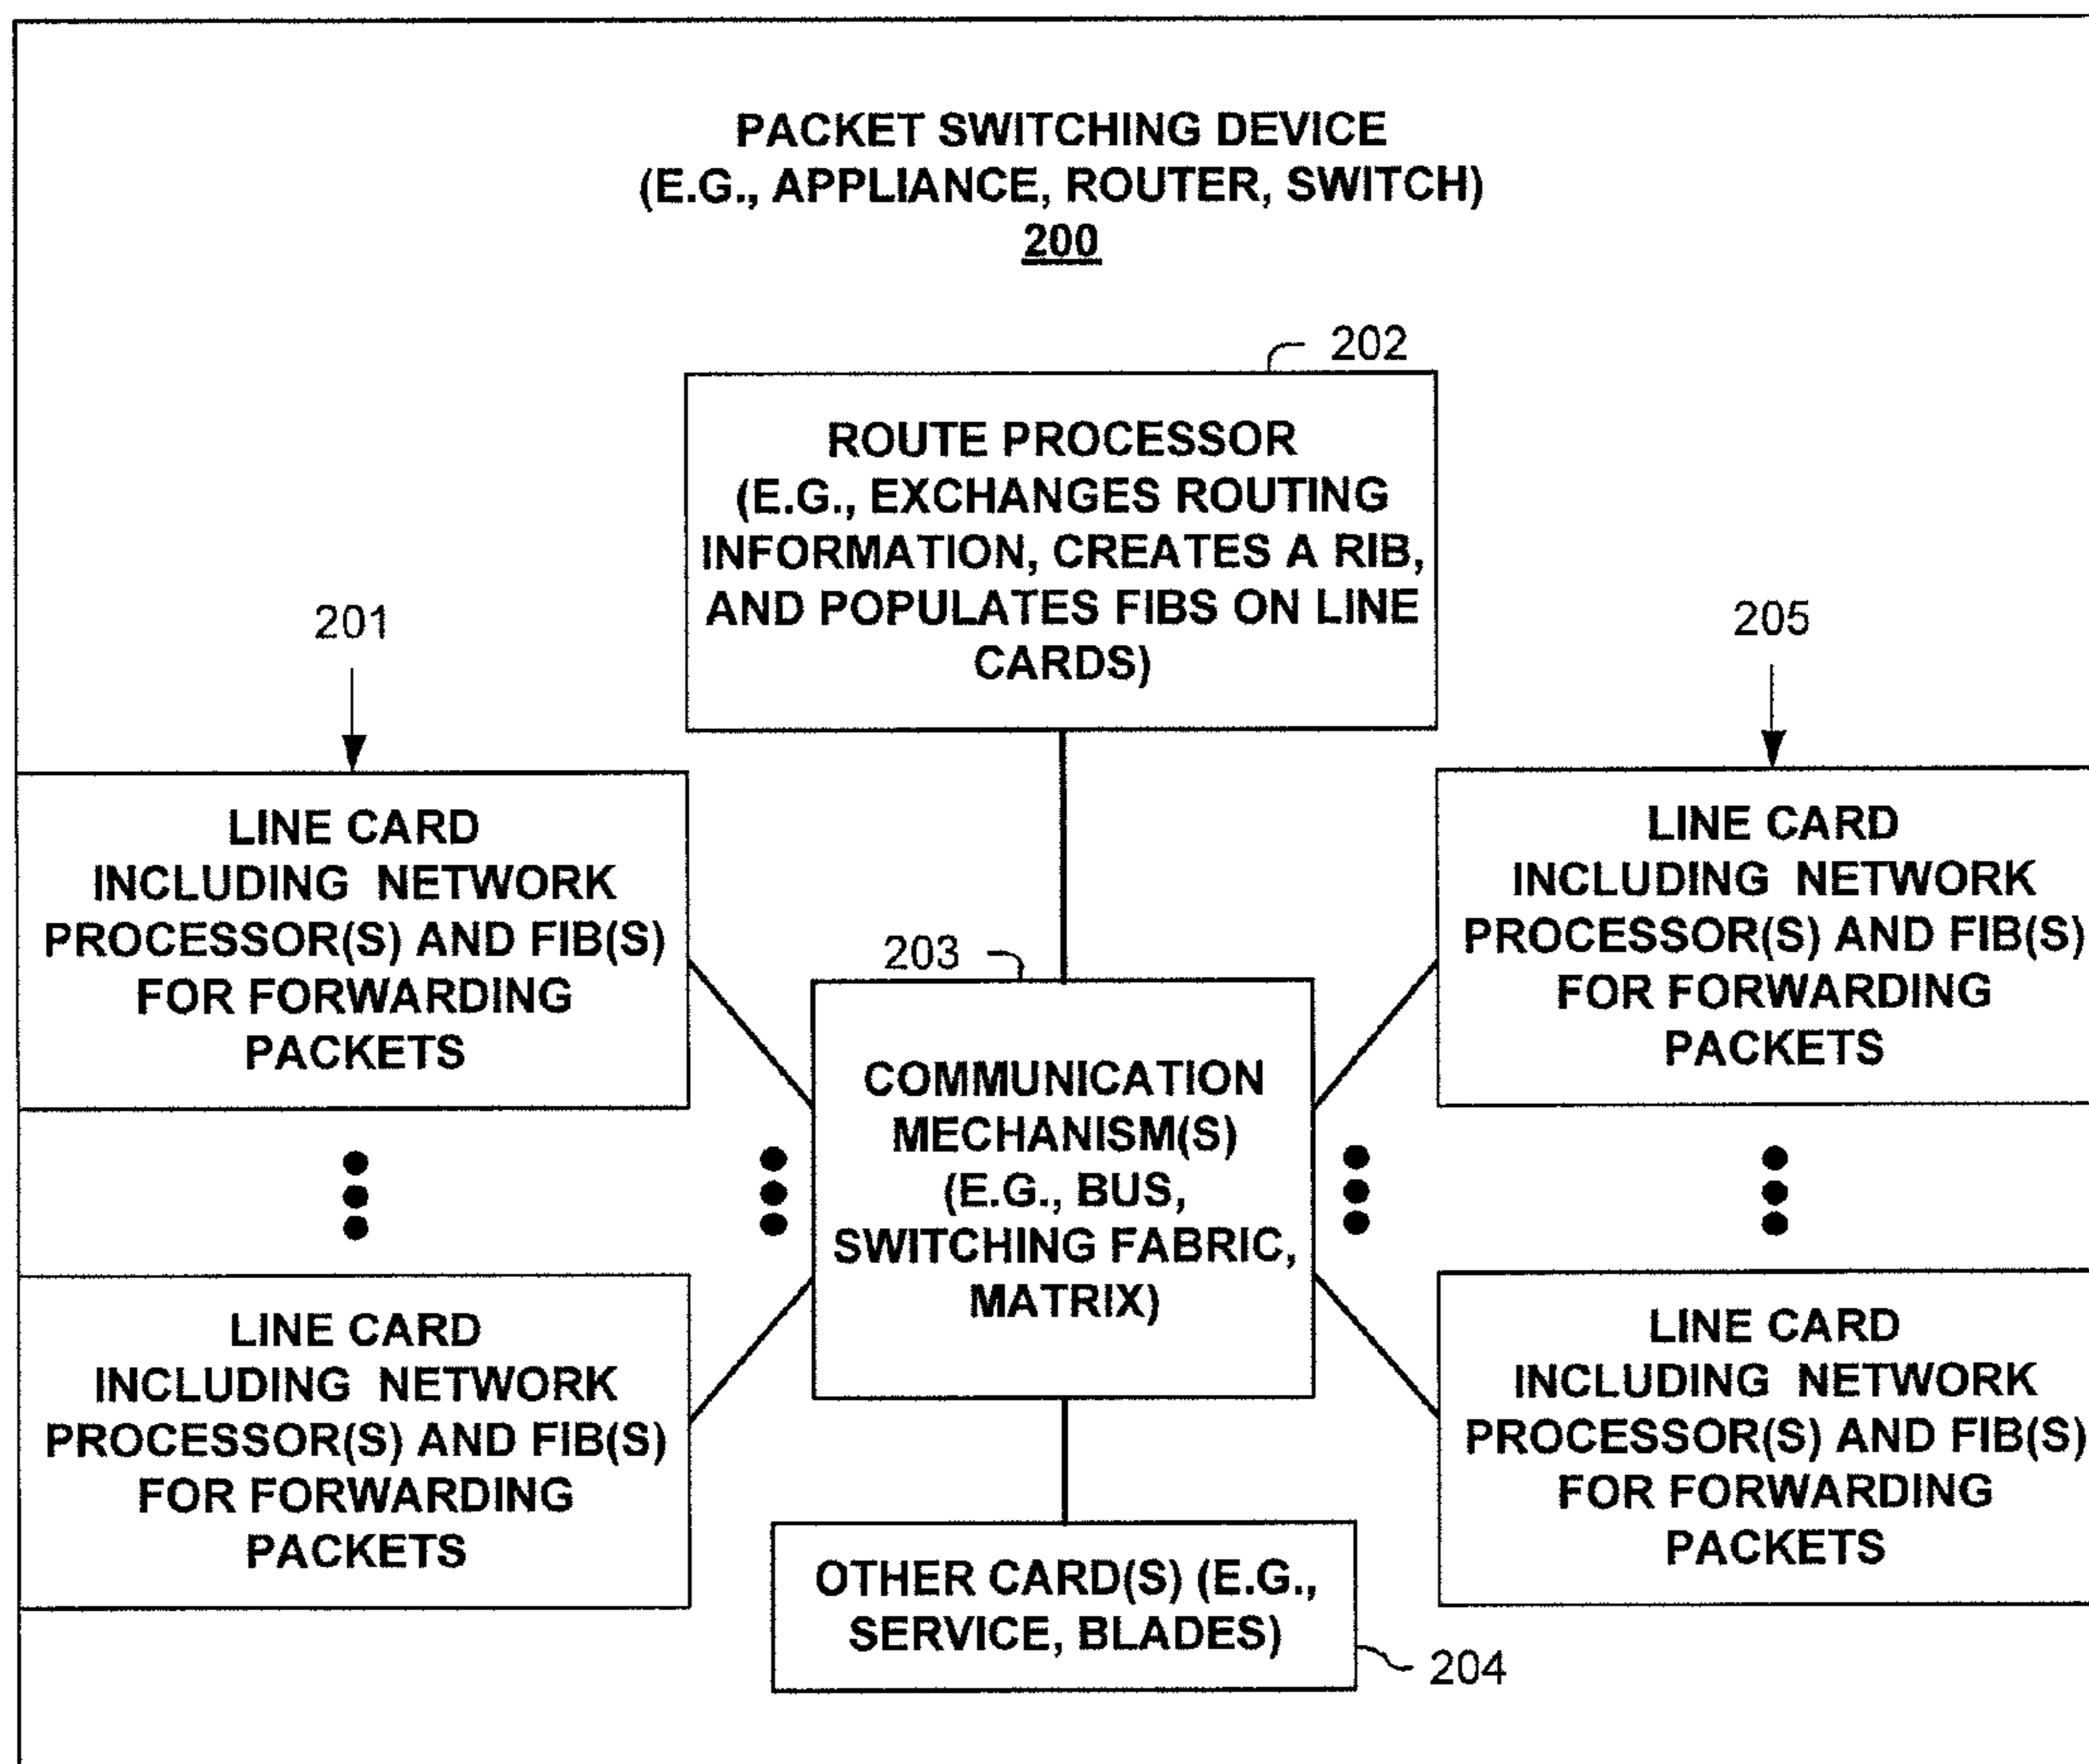 PACKET SWITCHING DEVICE
(E.G., APPLIANCE, ROUTER, SWITCH)
200
202
ROUTE PROCESSOR
(E.G., EXCHANGES ROUTING
INFORMATION, CREATES A RIB,
AND POPULATES FIBS ON LINE
CARDS)
201
205
LINE CARD
INCLUDING NETWORK
PROCESSOR(S) AND FIB(S)
FOR FORWARDING
PACKETS
LINE CARD
INCLUDING NETWORK
PROCESSOR(S) AND FIB(S)
FOR FORWARDING
PACKETS
203
COMMUNICATION
MECHANISM(S)
(E.G., BUS,
SWITCHING FABRIC,
MATRIX)
LINE CARD
INCLUDING NETWORK
PROCESSOR(S) AND FIB(S)
FOR FORWARDING
PACKETS
LINE CARD
INCLUDING NETWORK
PROCESSOR(S) AND FIB(S)
FOR FORWARDING
PACKETS
OTHER CARD(S) (E.G.,
SERVICE, BLADES)
204